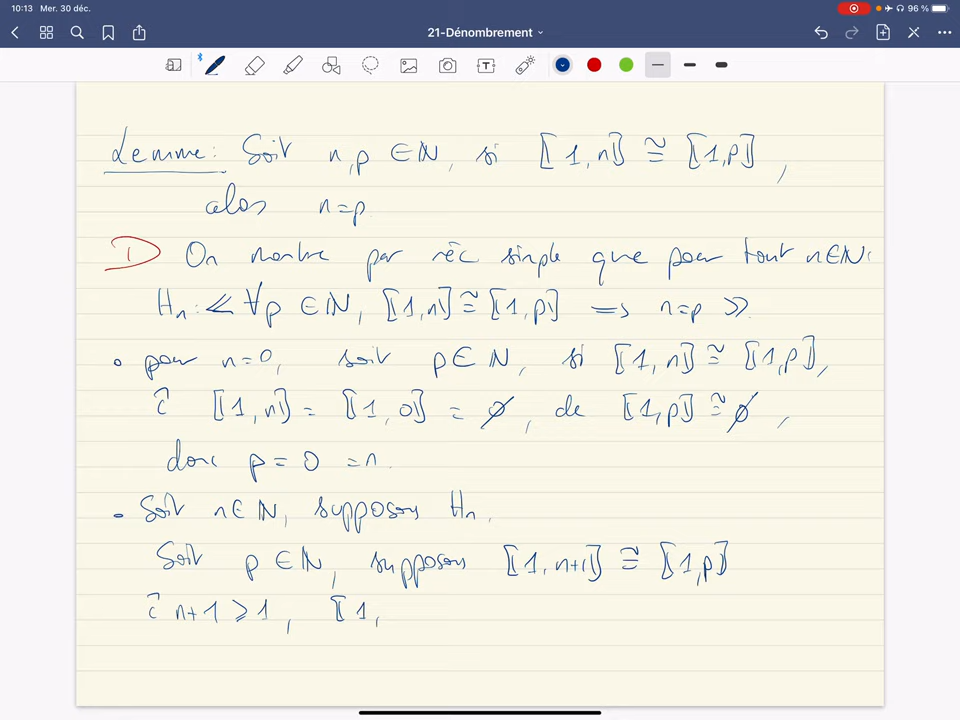 10:13 Mer. 30 déc.
96 %
21-Dénombrement
Lemme: Soit n,p ∈ ℕ, si ⟦1,n⟧ ≅ ⟦1,p⟧,
alors n=p.
D On montre par réc simple que pour tout n∈ℕ:
Hn: ≪ ∀p ∈ ℕ, ⟦1,n⟧ ≅ ⟦1,p⟧ ⟹ n=p ≫
• pour n=0, soit p∈ℕ, si ⟦1,n⟧ ≅ ⟦1,p⟧,
ĉ ⟦1,n⟧ = ⟦1,0⟧ = ∅, dc ⟦1,p⟧ ≅ ∅,
donc p=0=n.
• Soit n∈ℕ, supposons Hn.
Soit p∈ℕ, supposons ⟦1,n+1⟧ ≅ ⟦1,p⟧
ĉ n+1 ⩾ 1, ⟦1,